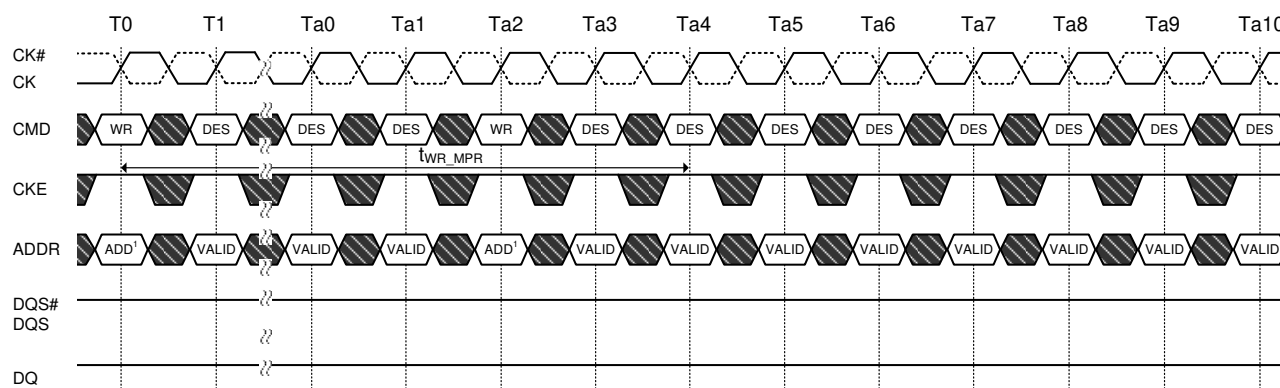 T0 T1 Ta0 Ta1 Ta2 Ta3 Ta4 Ta5 Ta6 Ta7 Ta8 Ta9 Ta10
CK#
CK
CMD WR DES DES DES WR DES DES DES DES DES DES DES DES
tWR_MPR
CKE
ADDR ADD¹ VALID VALID VALID ADD¹ VALID VALID VALID VALID VALID VALID VALID VALID
DQS#
DQS
DQ